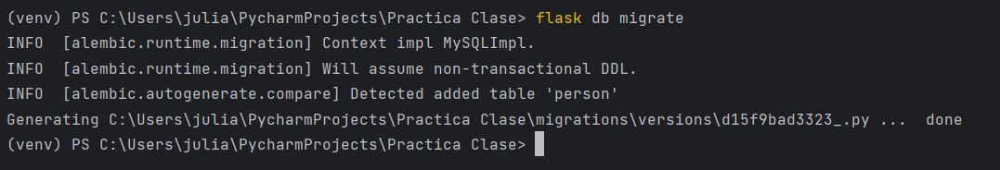 (venv) PS C:\Users\julia\PycharmProjects\Practica Clase> flask db migrate
INFO  [alembic.runtime.migration] Context impl MySQLImpl.
INFO  [alembic.runtime.migration] Will assume non-transactional DDL.
INFO  [alembic.autogenerate.compare] Detected added table 'person'
Generating C:\Users\julia\PycharmProjects\Practica Clase\migrations\versions\d15f9bad3323_.py ...  done
(venv) PS C:\Users\julia\PycharmProjects\Practica Clase>